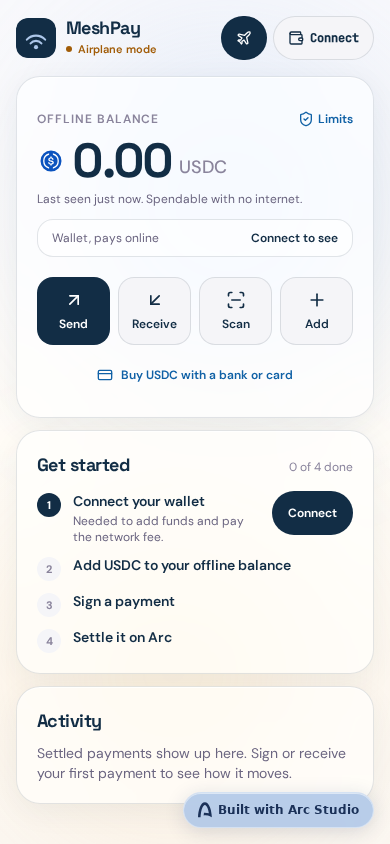 MeshPay
Airplane mode
Connect
OFFLINE BALANCE
Limits
0.00 USDC
Last seen just now. Spendable with no internet.
Wallet, pays online
Connect to see
Send
Receive
Scan
Add
Buy USDC with a bank or card
Get started
0 of 4 done
1
Connect your wallet
Needed to add funds and pay
the network fee.
Connect
2
Add USDC to your offline balance
3
Sign a payment
4
Settle it on Arc
Activity
Settled payments show up here. Sign or receive
your first payment to see how it moves.
Built with Arc Studio